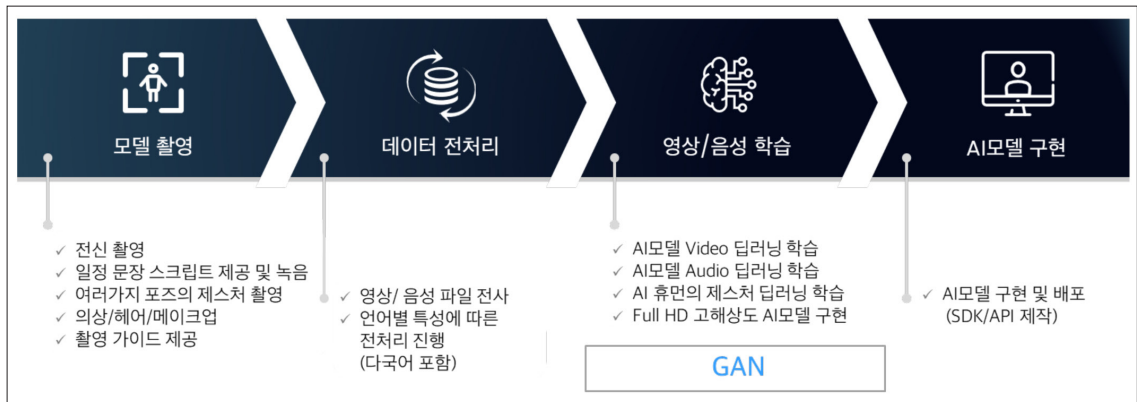 모델 촬영
데이터 전처리
영상/음성 학습
AI모델 구현
✓ 전신 촬영
✓ 일정 문장 스크립트 제공 및 녹음
✓ 여러가지 포즈의 제스처 촬영
✓ 의상/헤어/메이크업
✓ 촬영 가이드 제공
✓ 영상/ 음성 파일 전사
✓ 언어별 특성에 따른
전처리 진행
(다국어 포함)
✓ AI모델 Video 딥러닝 학습
✓ AI모델 Audio 딥러닝 학습
✓ AI 휴먼의 제스처 딥러닝 학습
✓ Full HD 고해상도 AI모델 구현
GAN
✓ AI모델 구현 및 배포
(SDK/API 제작)